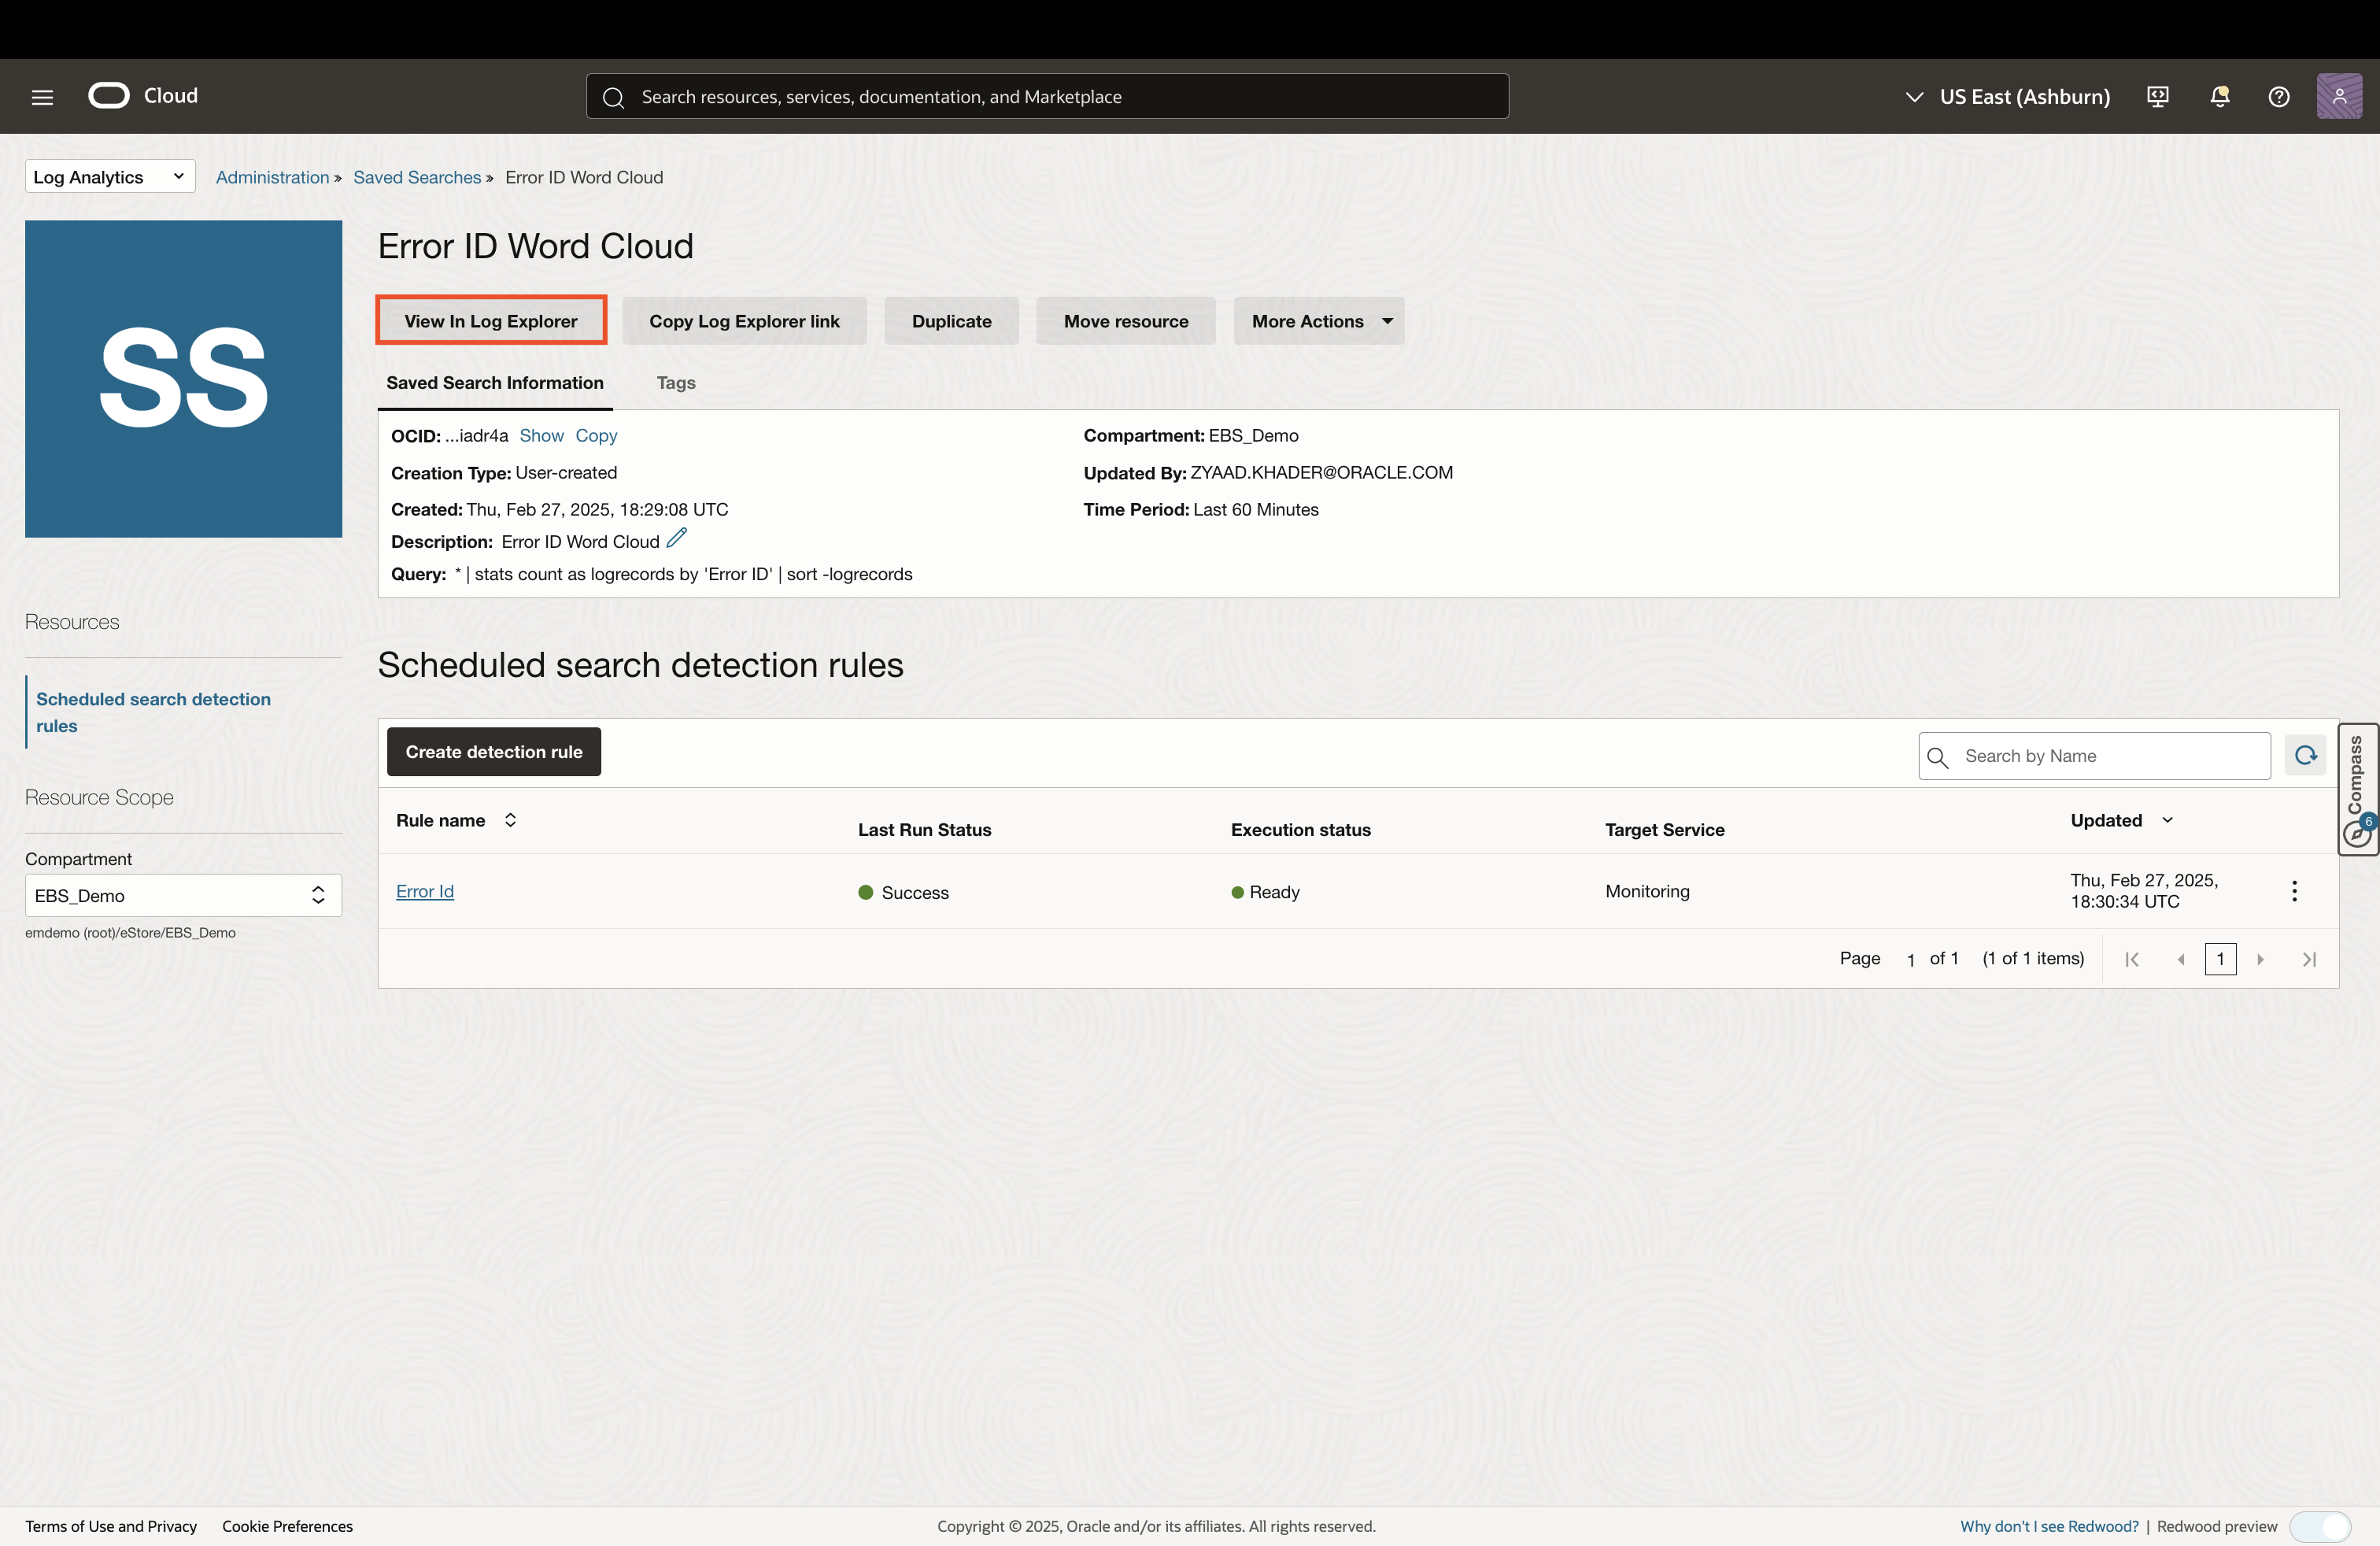 Cloud
Search resources, services, documentation, and Marketplace
US East (Ashburn)
Log Analytics
Administration » Saved Searches » Error ID Word Cloud
SS
Error ID Word Cloud
View In Log Explorer
Copy Log Explorer link
Duplicate
Move resource
More Actions
Saved Search Information
Tags
OCID: ...iadr4a Show Copy
Compartment: EBS_Demo
Creation Type: User-created
Updated By: ZYAAD.KHADER@ORACLE.COM
Created: Thu, Feb 27, 2025, 18:29:08 UTC
Time Period: Last 60 Minutes
Description: Error ID Word Cloud
Query: * | stats count as logrecords by 'Error ID' | sort -logrecords
Resources
Scheduled search detection
rules
Resource Scope
Compartment
EBS_Demo
emdemo (root)/eStore/EBS_Demo
Scheduled search detection rules
Create detection rule
Search by Name
Rule name
Last Run Status
Execution status
Target Service
Updated
Error Id
Success
Ready
Monitoring
Thu, Feb 27, 2025,
18:30:34 UTC
Page 1 of 1 (1 of 1 items)
1
Compass
6
Terms of Use and Privacy
Cookie Preferences
Copyright © 2025, Oracle and/or its affiliates. All rights reserved.
Why don't I see Redwood? | Redwood preview